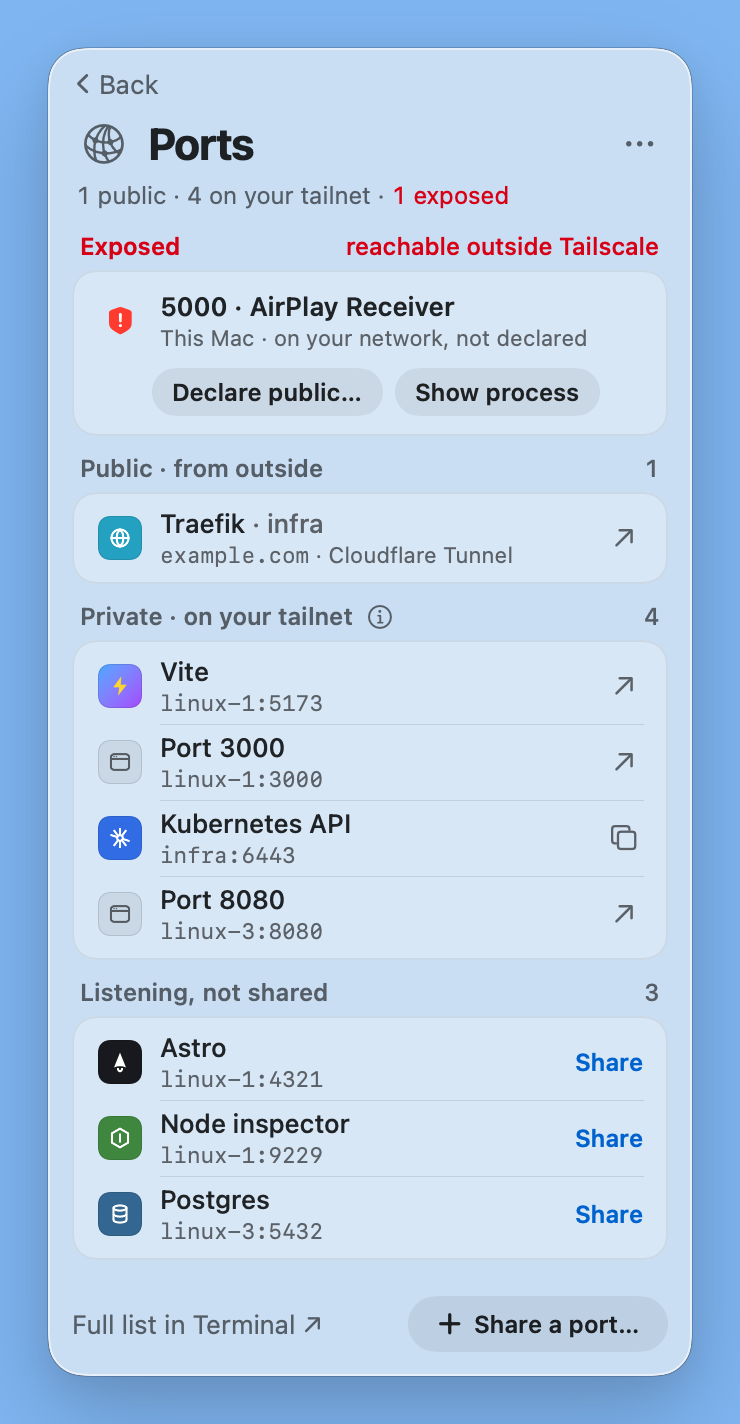 Back
Ports
1 public · 4 on your tailnet · 1 exposed
Exposed reachable outside Tailscale
5000 · AirPlay Receiver
This Mac · on your network, not declared
Declare public... Show process
Public · from outside 1
Traefik · infra
example.com · Cloudflare Tunnel
Private · on your tailnet 4
Vite
linux-1:5173
Port 3000
linux-1:3000
Kubernetes API
infra:6443
Port 8080
linux-3:8080
Listening, not shared 3
Astro
linux-1:4321
Share
Node inspector
linux-1:9229
Share
Postgres
linux-3:5432
Share
Full list in Terminal ↗ + Share a port...